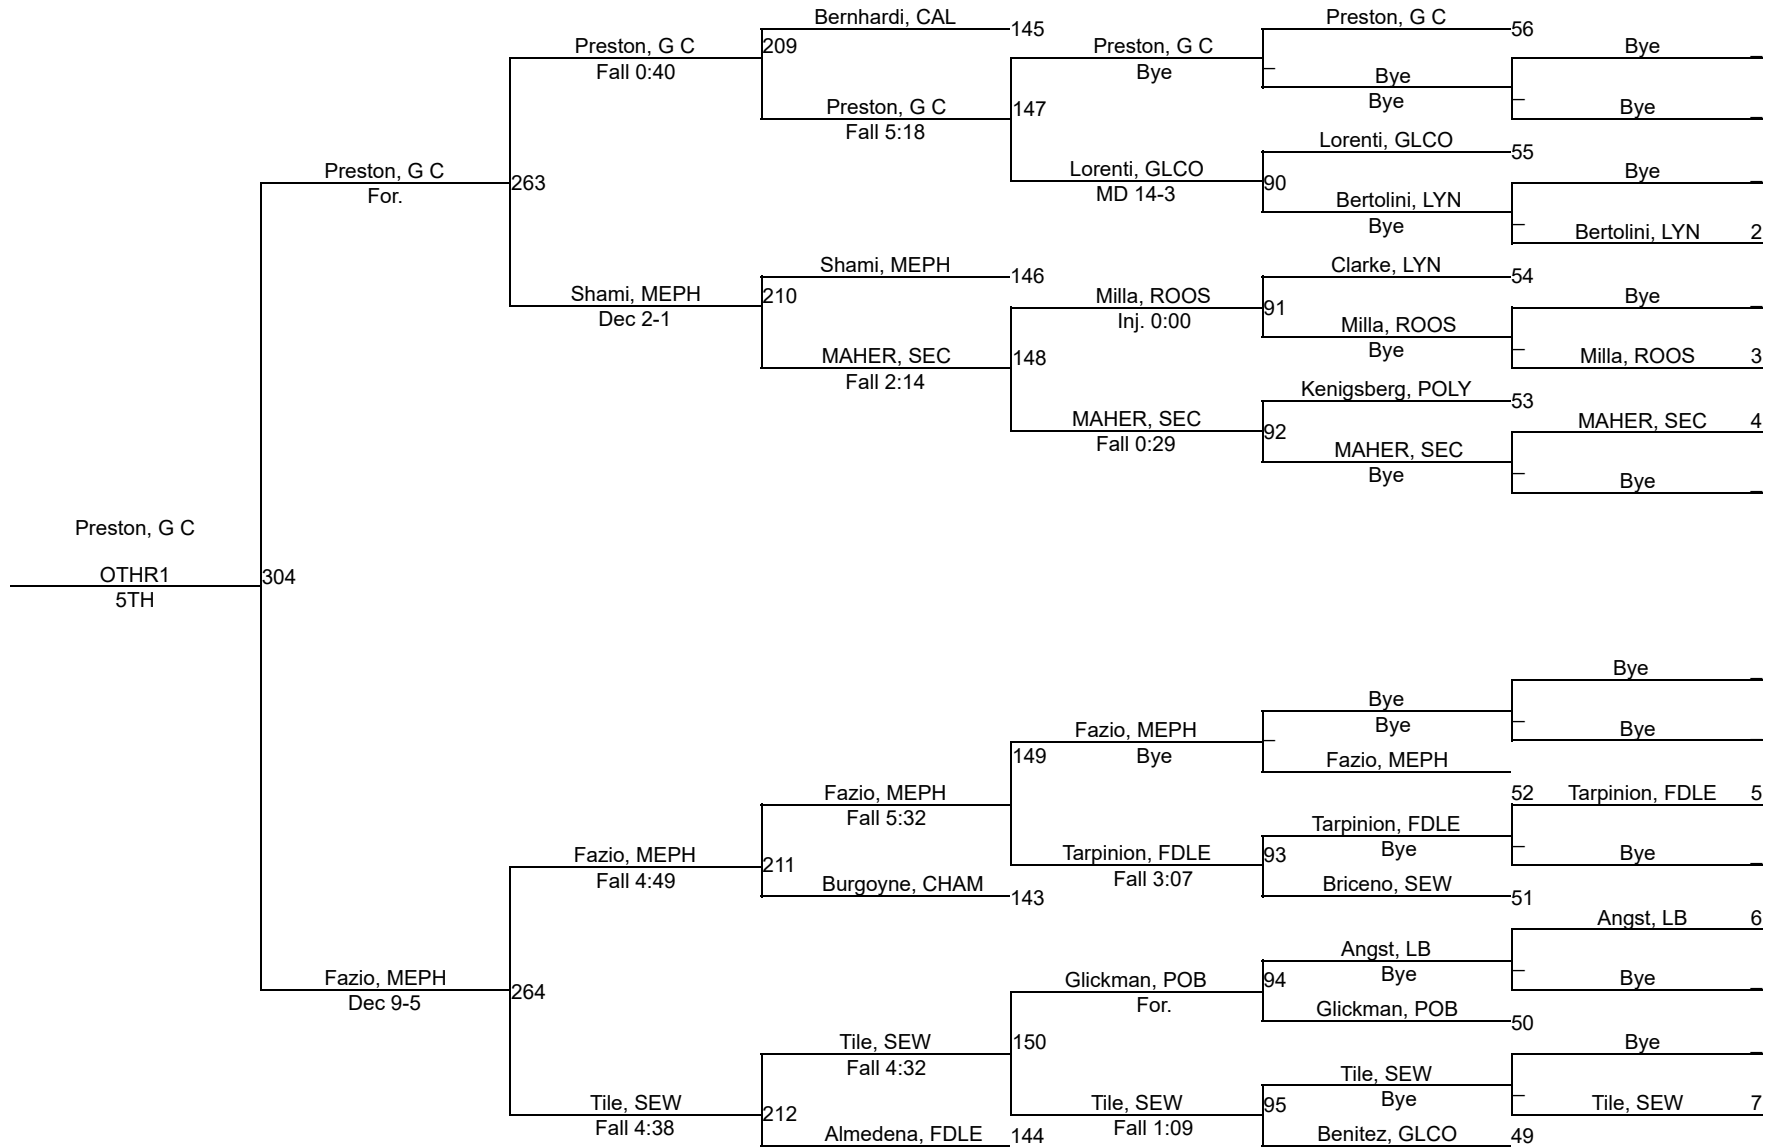 Bernhardi, CAL 145 Preston, G C 56
Preston, G C 209 Preston, G C Bye _
Fall 0:40 Bye _ Bye
Preston, G C 147 Bye _ Bye _
Fall 5:18
Lorenti, GLCO 55
Preston, G C 263 Lorenti, GLCO 90 Bye _
For. MD 14-3 Bertolini, LYN _
Bye Bertolini, LYN 2
Shami, MEPH 146 Clarke, LYN 54
Shami, MEPH 210 Milla, ROOS 91 Bye _
Dec 2-1 Inj. 0:00 Milla, ROOS _
MAHER, SEC 148 Bye Milla, ROOS 3
Fall 2:14 Kenigsberg, POLY 53
MAHER, SEC 92 MAHER, SEC 4
Fall 0:29 MAHER, SEC _
Bye Bye _
Preston, G C
OTHR1 304
5TH
Bye _
Bye _
Fazio, MEPH _ Bye Bye _
149 Bye Fazio, MEPH
Fazio, MEPH 52 Tarpinion, FDLE 5
Fall 5:32 Tarpinion, FDLE _
Fazio, MEPH 211 Tarpinion, FDLE 93 Bye Bye _
Fall 4:49 Fall 3:07
Burgoyne, CHAM 143 Briceno, SEW 51
Angst, LB 6
Fazio, MEPH 264 Glickman, POB 94 Angst, LB _
Dec 9-5 For. Bye Bye _
Glickman, POB 50
Tile, SEW 150 Bye _
Fall 4:32 Tile, SEW _
Tile, SEW 212 Tile, SEW 95 Bye Tile, SEW 7
Fall 4:38 Fall 1:09
Almedena, FDLE 144 Benitez, GLCO 49